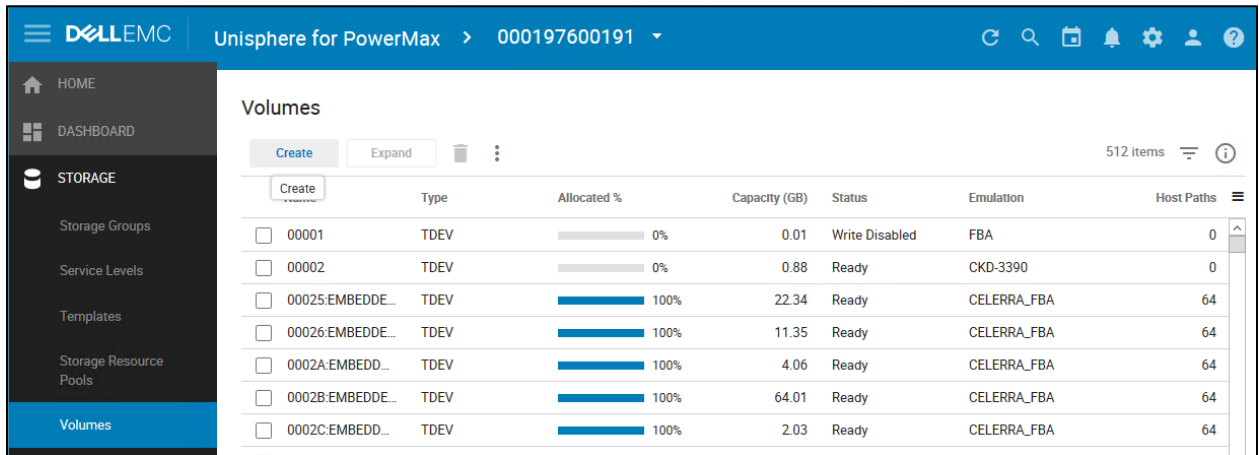 DELLEMC
Unisphere for PowerMax > 000197600191
HOME
DASHBOARD
STORAGE
Storage Groups
Service Levels
Templates
Storage Resource
Pools
Volumes
Volumes
Create Expand
512 items
Create
Name Type Allocated % Capacity (GB) Status Emulation Host Paths
00001 TDEV 0% 0.01 Write Disabled FBA 0
00002 TDEV 0% 0.88 Ready CKD-3390 0
00025:EMBEDDE... TDEV 100% 22.34 Ready CELERRA_FBA 64
00026:EMBEDDE... TDEV 100% 11.35 Ready CELERRA_FBA 64
0002A:EMBEDD... TDEV 100% 4.06 Ready CELERRA_FBA 64
0002B:EMBEDDE... TDEV 100% 64.01 Ready CELERRA_FBA 64
0002C:EMBEDD... TDEV 100% 2.03 Ready CELERRA_FBA 64